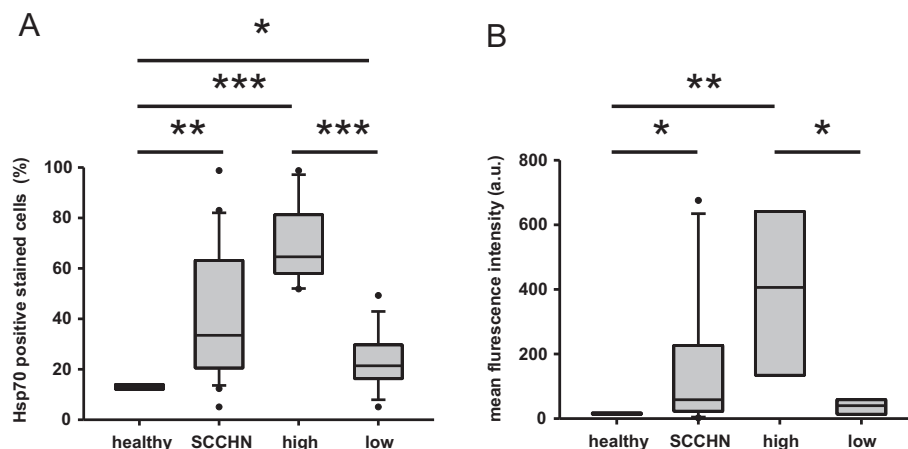 A
*
***
**
***
Hsp70 positive stained cells (%)
100
80
60
40
20
0
healthy
SCCHN
high
low
B
**
*
*
mean flurescence intensity (a.u.)
800
600
400
200
0
healthy
SCCHN
high
low